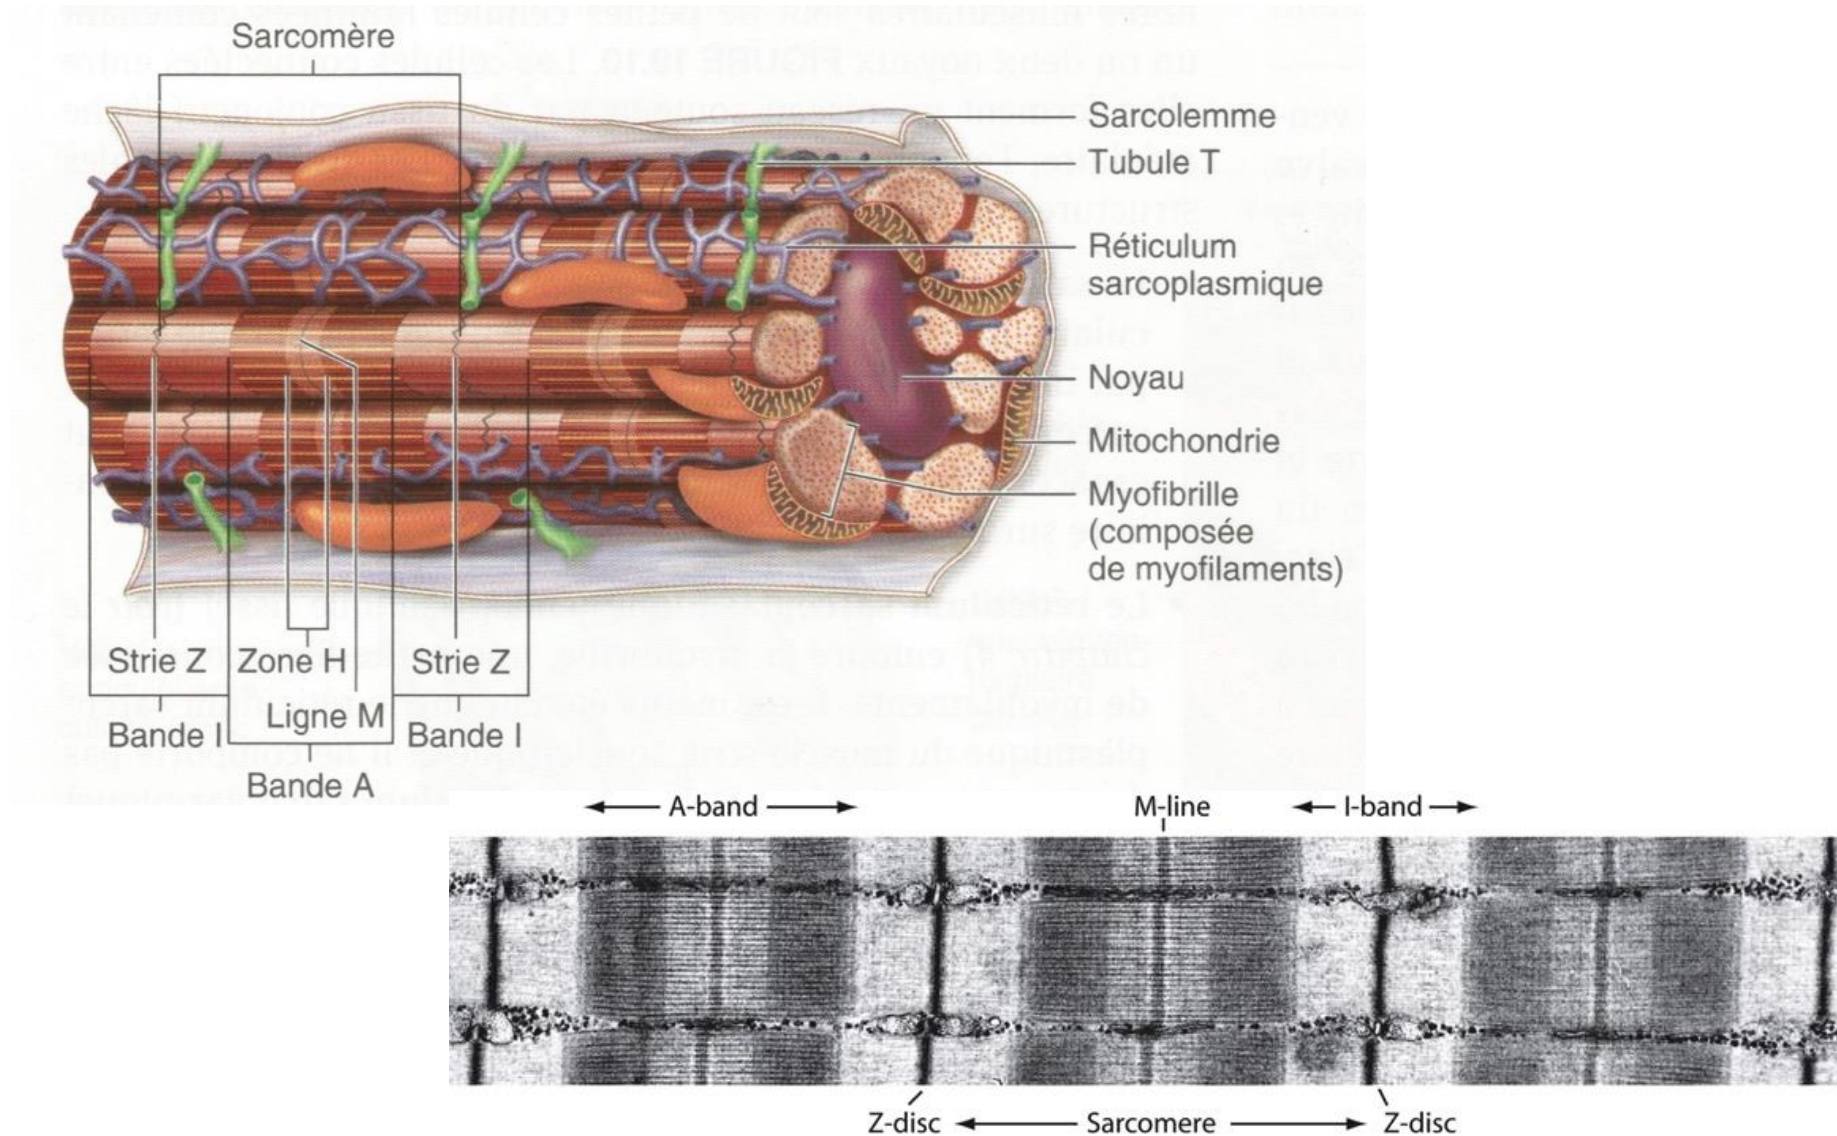 Sarcomère
Sarcolemme
Tubule T
Réticulum
sarcoplasmique
Noyau
Mitochondrie
Myofibrille
(composée
de myofilaments)
Strie Z
Zone H
Strie Z
Ligne M
Bande I
Bande I
Bande A
A-band
M-line
I-band
Z-disc
Sarcomere
Z-disc